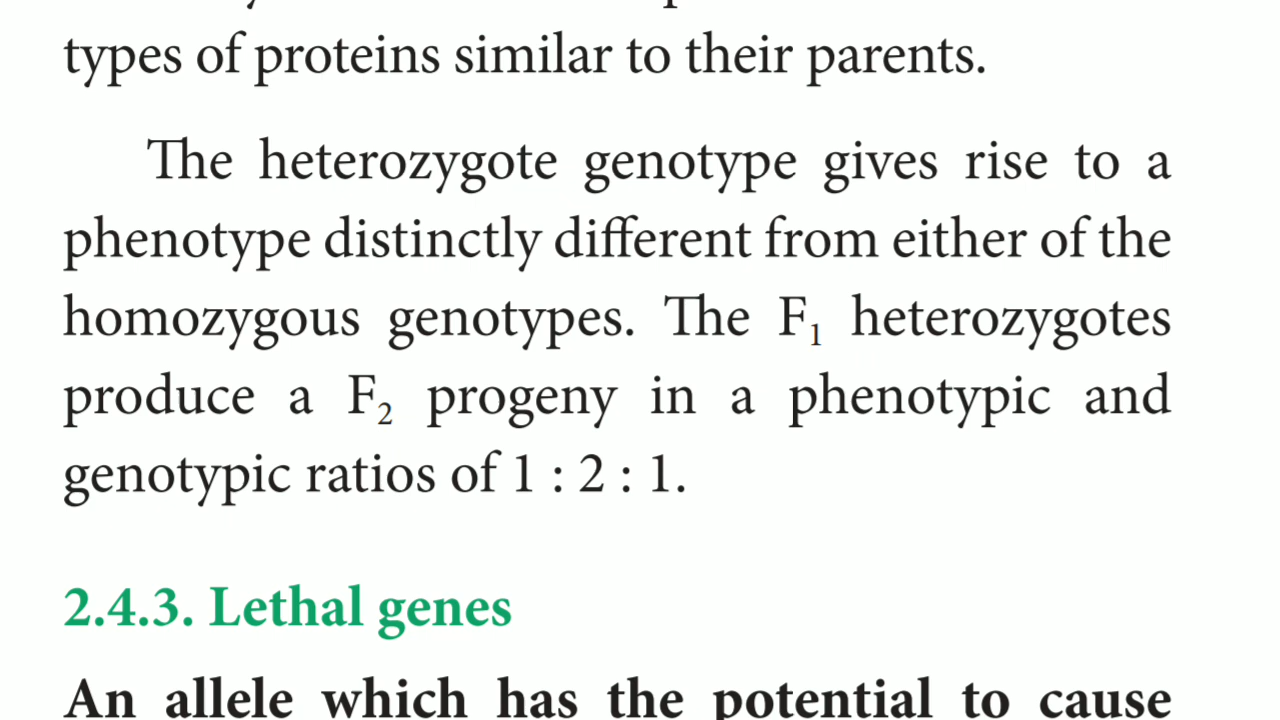 types of proteins similar to their parents.
The heterozygote genotype gives rise to a
phenotype distinctly different from either of the
homozygous genotypes. The F₁ heterozygotes
produce a F₂ progeny in a phenotypic and
genotypic ratios of 1 : 2 : 1.
2.4.3. Lethal genes
An allele which has the potential to cause